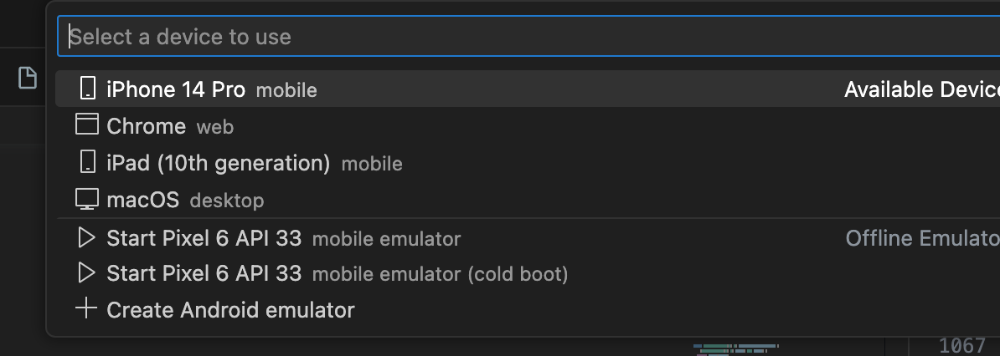 Select a device to use
iPhone 14 Pro mobile Available Devic
Chrome web
iPad (10th generation) mobile
macOS desktop
Start Pixel 6 API 33 mobile emulator Offline Emulato
Start Pixel 6 API 33 mobile emulator (cold boot)
Create Android emulator
1067